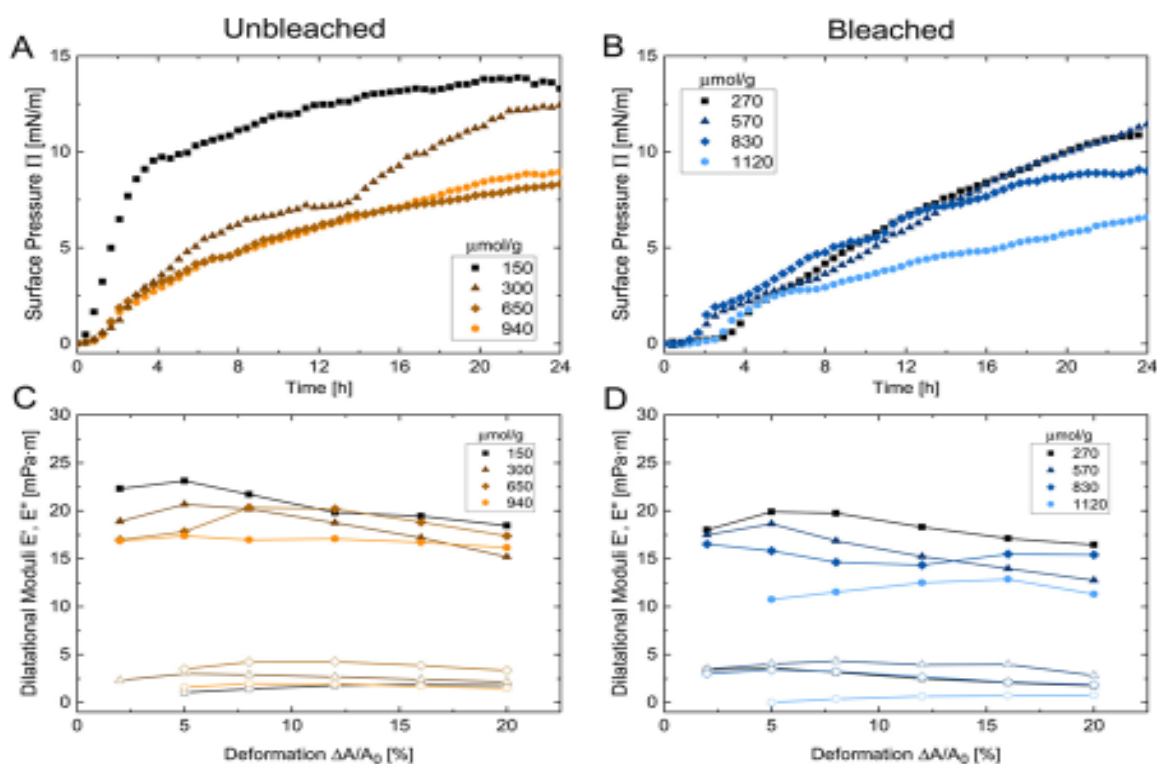 Unbleached
Bleached
A
B
Surface Pressure Π [mN/m]
15
10
5
0
0 4 8 12 16 20 24
Time [h]
μmol/g
150
300
650
940
Surface Pressure Π [mN/m]
15
10
5
0
0 4 8 12 16 20 24
Time [h]
μmol/g
270
570
830
1120
C
D
Dilatational Moduli E', E" [mPa·m]
30
25
20
15
10
5
0
0 5 10 15 20
Deformation ΔA/A₀ [%]
μmol/g
150
300
650
940
Dilatational Moduli E', E" [mPa·m]
30
25
20
15
10
5
0
0 5 10 15 20
Deformation ΔA/A₀ [%]
μmol/g
270
570
830
1120